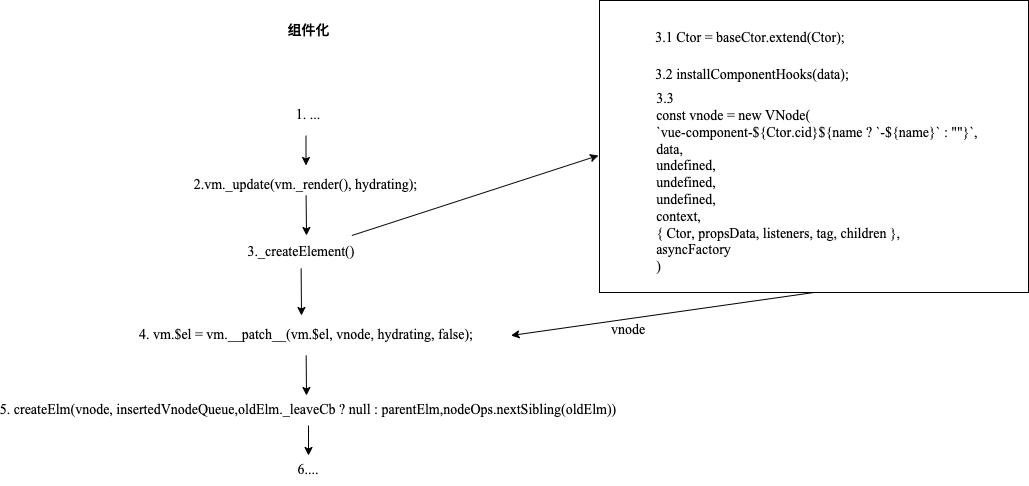 组件化
1. ...
2.vm._update(vm._render(), hydrating);
3._createElement()
3.1 Ctor = baseCtor.extend(Ctor);
3.2 installComponentHooks(data);
3.3
const vnode = new VNode(
`vue-component-${Ctor.cid}${name ? `-${name}` : ""}`,
data,
undefined,
undefined,
undefined,
context,
{ Ctor, propsData, listeners, tag, children },
asyncFactory
)
vnode
4. vm.$el = vm.__patch__(vm.$el, vnode, hydrating, false);
5. createElm(vnode, insertedVnodeQueue,oldElm._leaveCb ? null : parentElm,nodeOps.nextSibling(oldElm))
6....